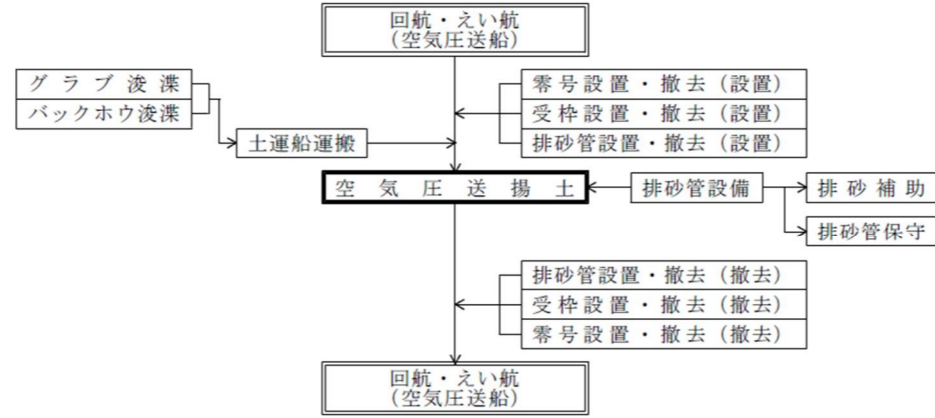 回航・えい航
(空気圧送船)
グラブ浚渫
バックホウ浚渫
土運船運搬
零号設置・撤去(設置)
受枠設置・撤去(設置)
排砂管設置・撤去(設置)
空気圧送揚土
排砂管設備
排砂補助
排砂管保守
排砂管設置・撤去(撤去)
受枠設置・撤去(撤去)
零号設置・撤去(撤去)
回航・えい航
(空気圧送船)